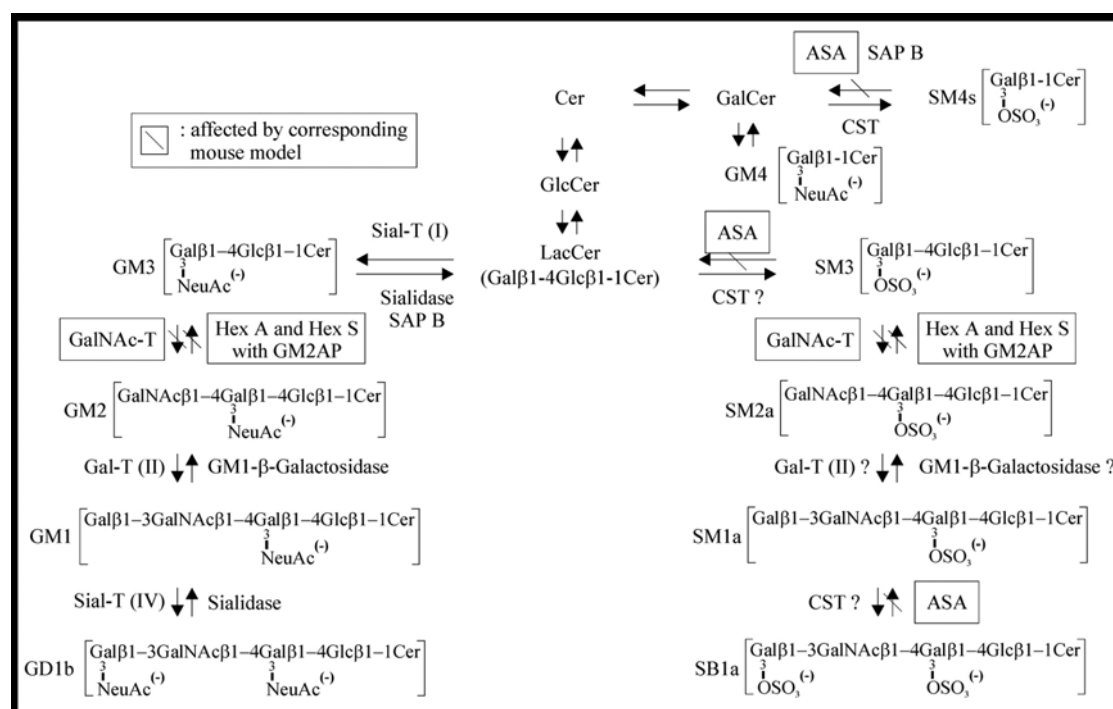 ASA SAP B
Cer GalCer SM4s Galβ1-1Cer
3
OSO3(-)
CST
: affected by corresponding
mouse model
GlcCer GM4 Galβ1-1Cer
3
NeuAc(-)
Sial-T (I) ASA
GM3 Galβ1–4Glcβ1–1Cer
3
NeuAc(-)
LacCer
(Galβ1-4Glcβ1-1Cer)
SM3 Galβ1–4Glcβ1–1Cer
3
OSO3(-)
Sialidase CST ?
SAP B
GalNAc-T Hex A and Hex S
with GM2AP
GalNAc-T Hex A and Hex S
with GM2AP
GM2 GalNAcβ1–4Galβ1–4Glcβ1–1Cer
3
NeuAc(-)
SM2a GalNAcβ1–4Galβ1–4Glcβ1–1Cer
3
OSO3(-)
Gal-T (II) GM1-β-Galactosidase
Gal-T (II) ? GM1-β-Galactosidase ?
GM1 Galβ1–3GalNAcβ1–4Galβ1–4Glcβ1–1Cer
3
NeuAc(-)
SM1a Galβ1–3GalNAcβ1–4Galβ1–4Glcβ1–1Cer
3
OSO3(-)
Sial-T (IV) Sialidase
CST ? ASA
GD1b Galβ1–3GalNAcβ1–4Galβ1–4Glcβ1–1Cer
3 3
NeuAc(-) NeuAc(-)
SB1a Galβ1–3GalNAcβ1–4Galβ1–4Glcβ1–1Cer
3 3
OSO3(-) OSO3(-)